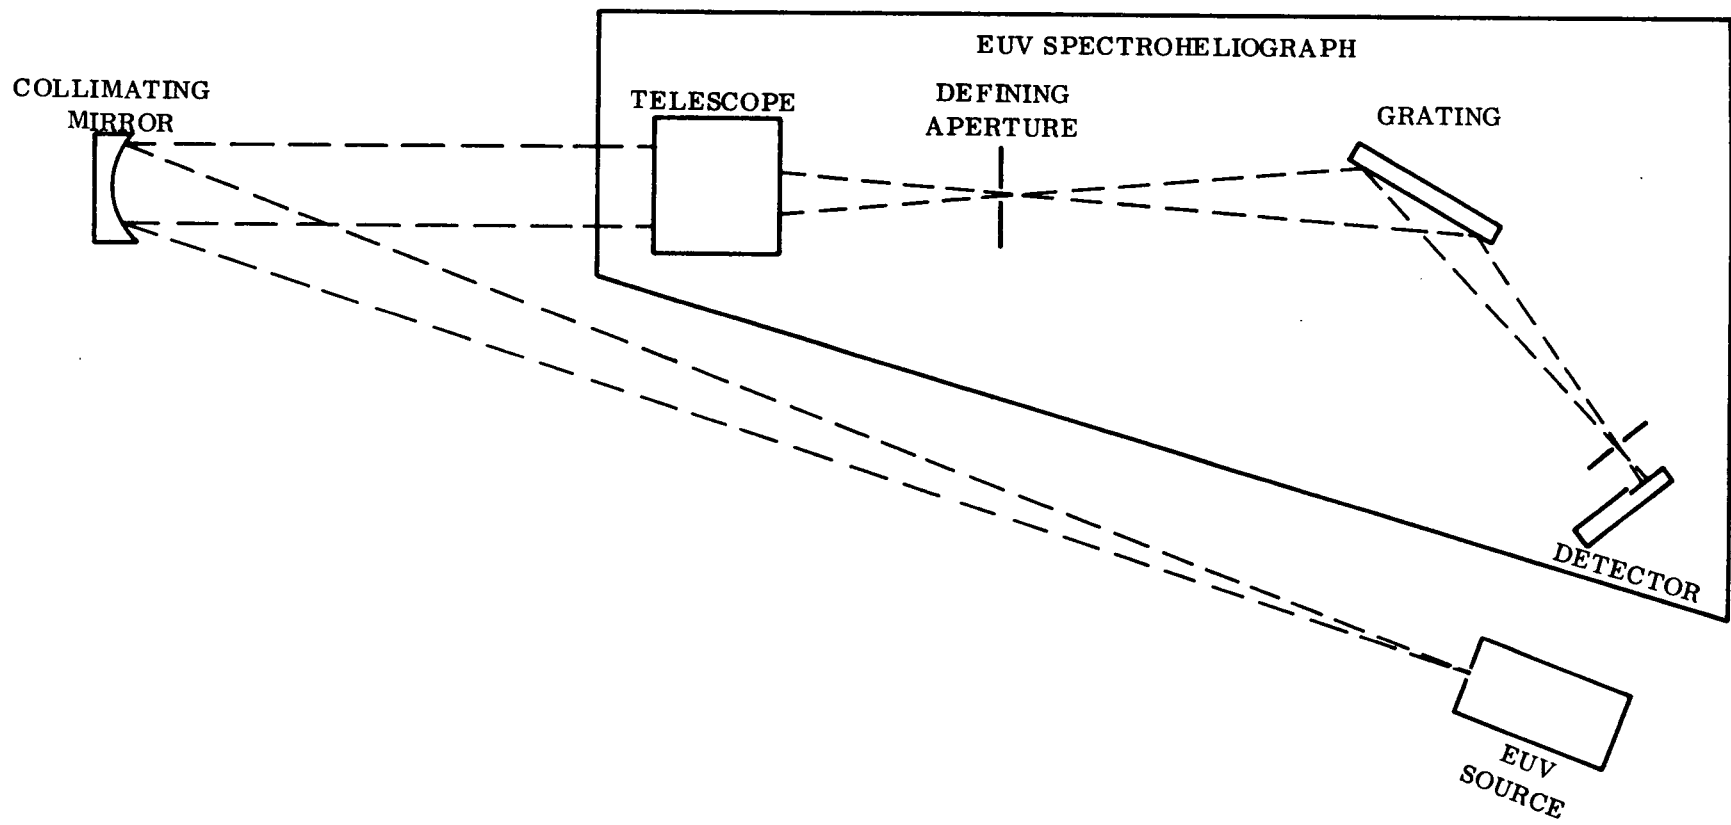 EUV SPECTROHELIOGRAPH
COLLIMATING
MIRROR
TELESCOPE
DEFINING
APERTURE
GRATING
DETECTOR
EUV
SOURCE